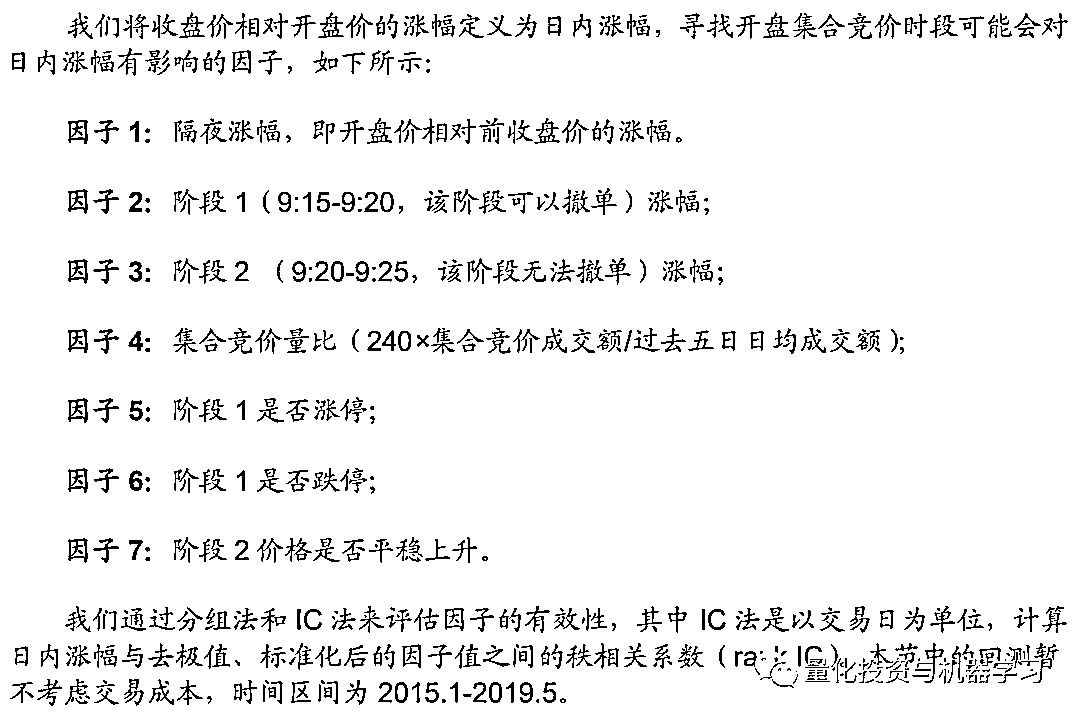 我们将收盘价相对开盘价的涨幅定义为日内涨幅，寻找开盘集合竞价时段可能会对
日内涨幅有影响的因子，如下所示：
因子 1：隔夜涨幅，即开盘价相对前收盘价的涨幅。
因子 2：阶段 1（9:15-9:20，该阶段可以撤单）涨幅；
因子 3：阶段 2 （9:20-9:25，该阶段无法撤单）涨幅；
因子 4：集合竞价量比（240×集合竞价成交额/过去五日日均成交额）；
因子 5：阶段 1 是否涨停；
因子 6：阶段 1 是否跌停；
因子 7：阶段 2 价格是否平稳上升。
我们通过分组法和 IC 法来评估因子的有效性，其中 IC 法是以交易日为单位，计算
日内涨幅与去极值、标准化后的因子值之间的秩相关系数（rank IC）。本节中的回测暂
不考虑交易成本，时间区间为 2015.1-2019.5。
量化投资与机器学习